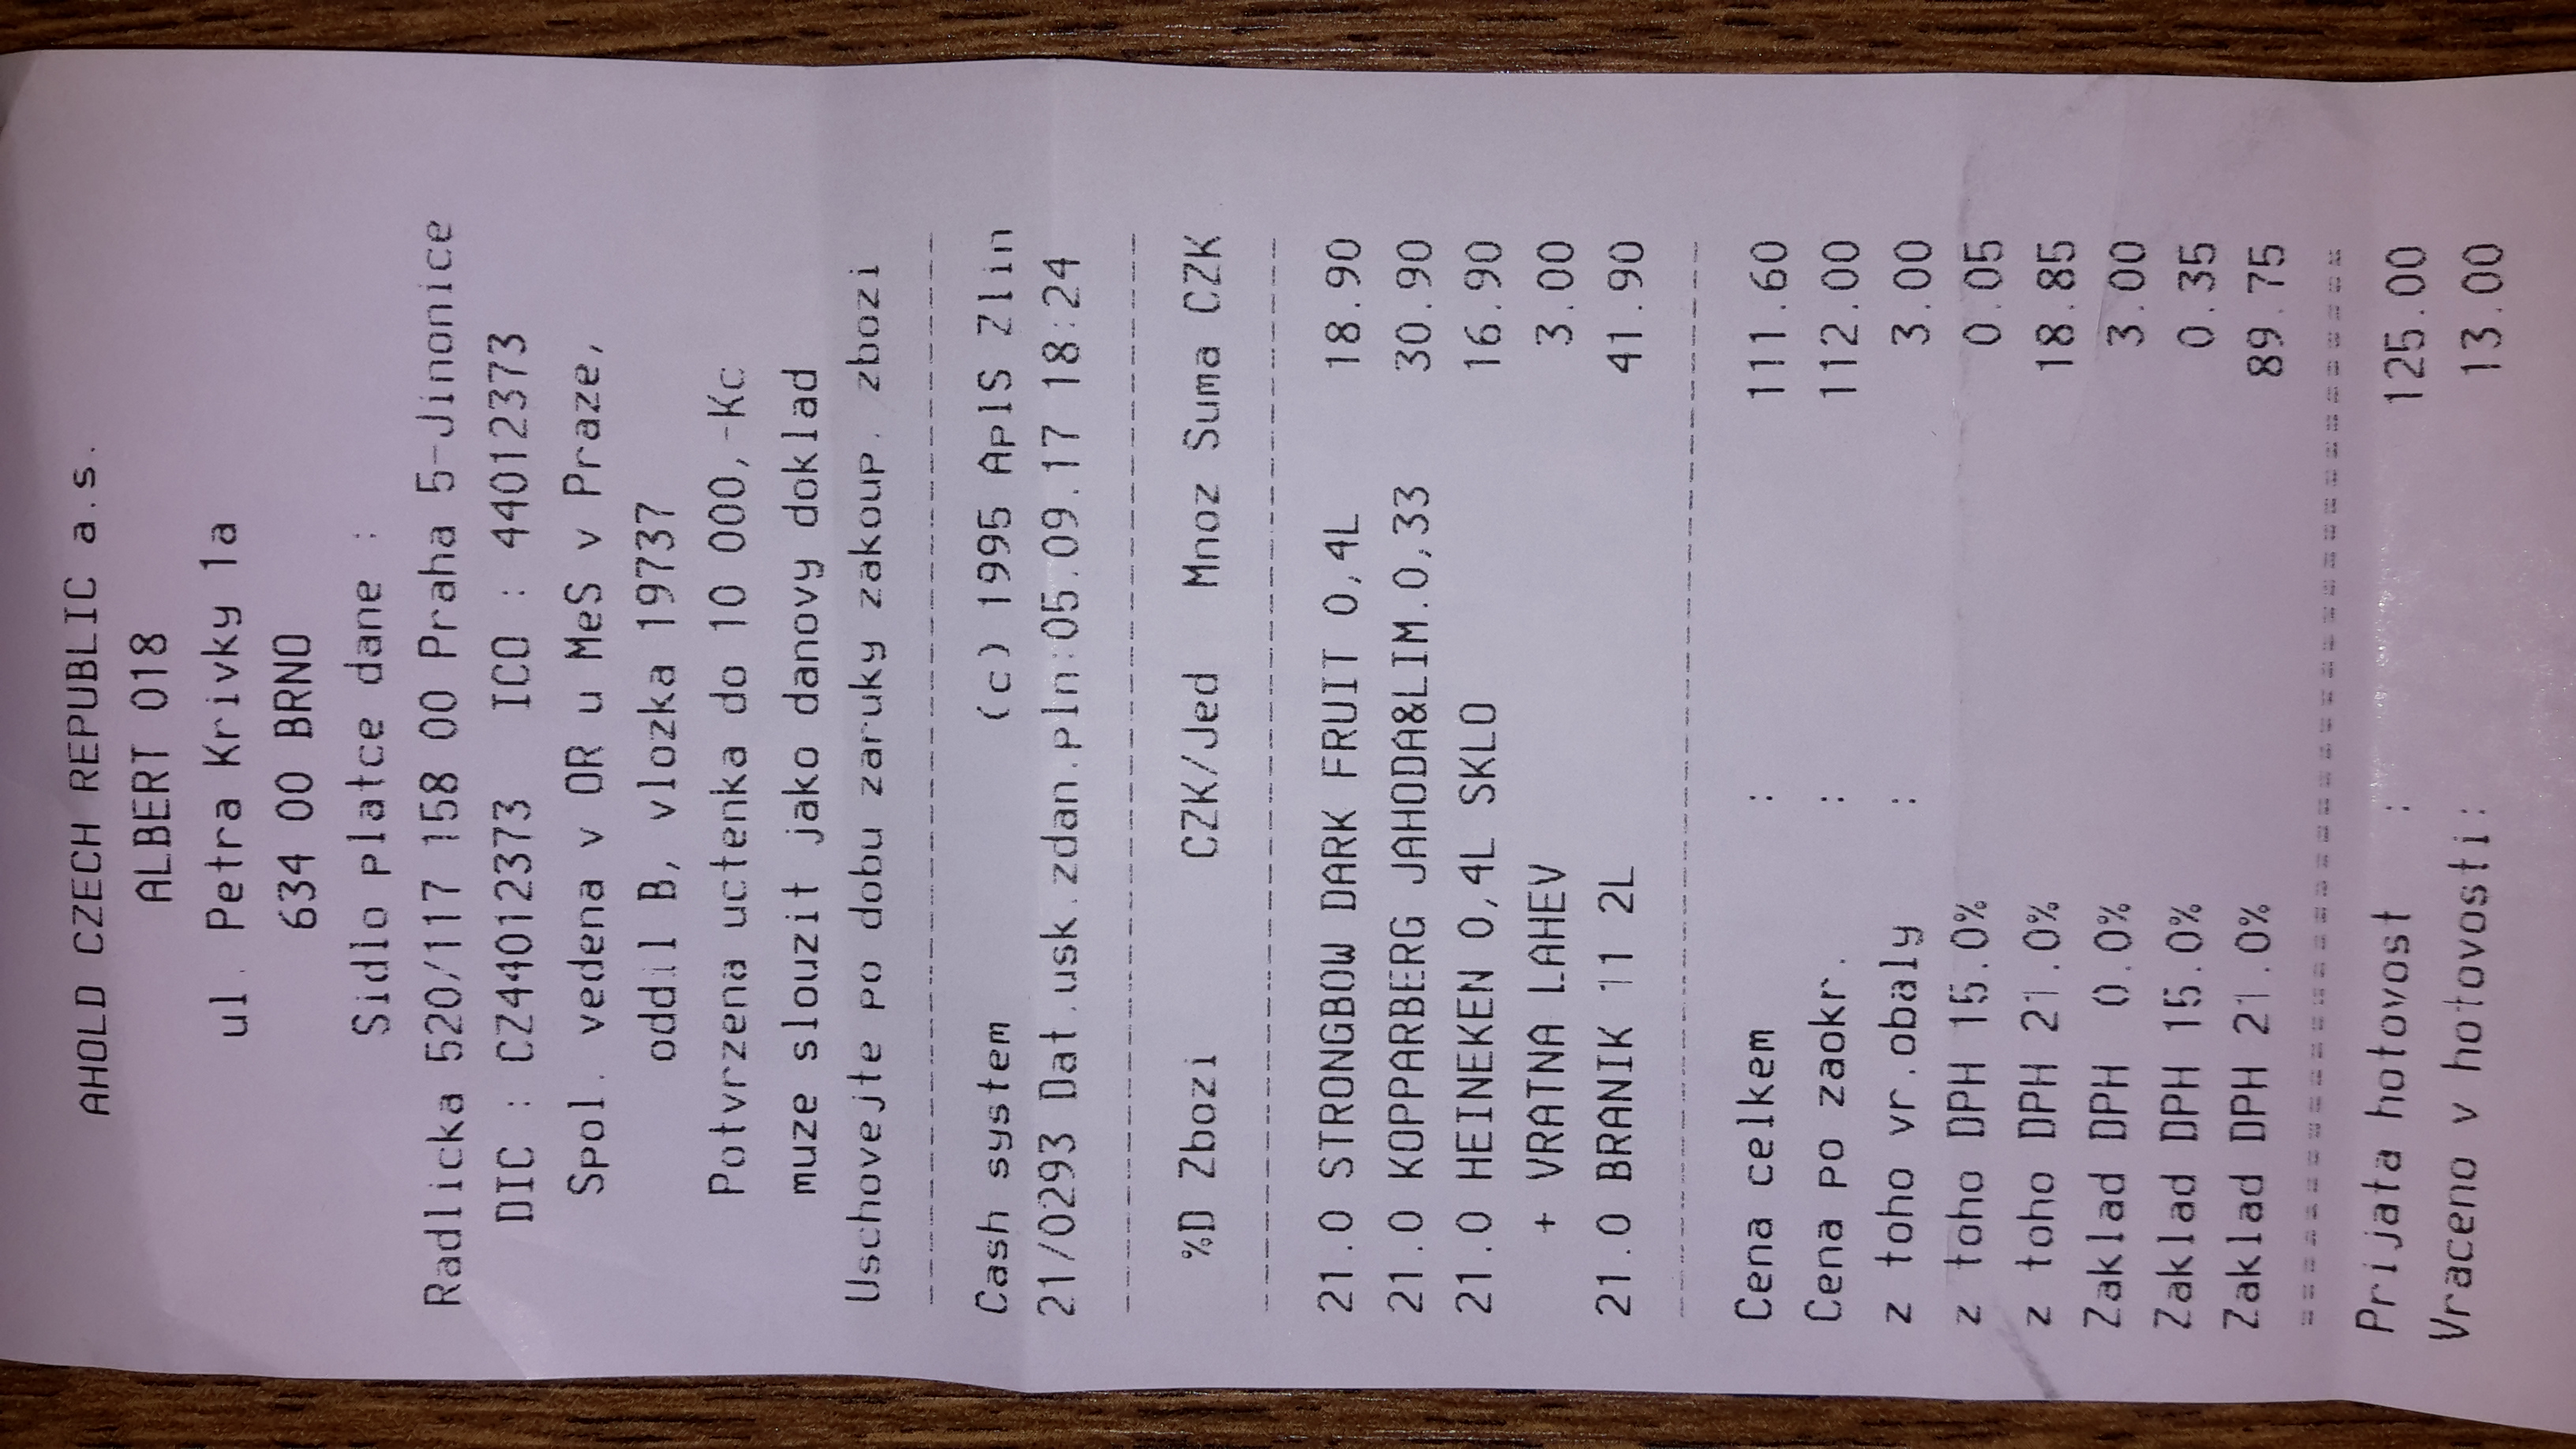 AHOLD CZECH REPUBLIC a.s.
ALBERT 018
ul. Petra Krivky 1a
634 00 BRNO
Sidlo platce dane :
Radlicka 520/117 158 00 Praha 5-Jinonice
DIC : CZ44012373 ICO : 44012373
Spol. vedena v OR u MeS v Praze,
oddil B, vlozka 19737
Potvrzena uctenka do 10 000,-Kc
muze slouzit jako danovy doklad
Uschovejte po dobu zaruky zakoup. zbozi
Cash system (c) 1995 AplS Zlin
21/0293 Dat.usk.zdan.pln:05.09.17 18:24
%D Zbozi CZK/Jed Mnoz Suma CZK
21.0 STRONGBOW DARK FRUIT 0,4L 18.90
21.0 KOPPARBERG JAHODA&LIM.0,33 30.90
21.0 HEINEKEN 0,4L SKLO 16.90
+ VRATNA LAHEV 3.00
21.0 BRANIK 11 2L 41.90
Cena celkem : 111.60
Cena po zaokr. : 112.00
z toho vr.obaly : 3.00
z toho DPH 15.0% 0.05
z toho DPH 21.0% 18.85
Zaklad DPH 0.0% 3.00
Zaklad DPH 15.0% 0.35
Zaklad DPH 21.0% 89.75
Prijata hotovost : 125.00
Vraceno v hotovosti: 13.00